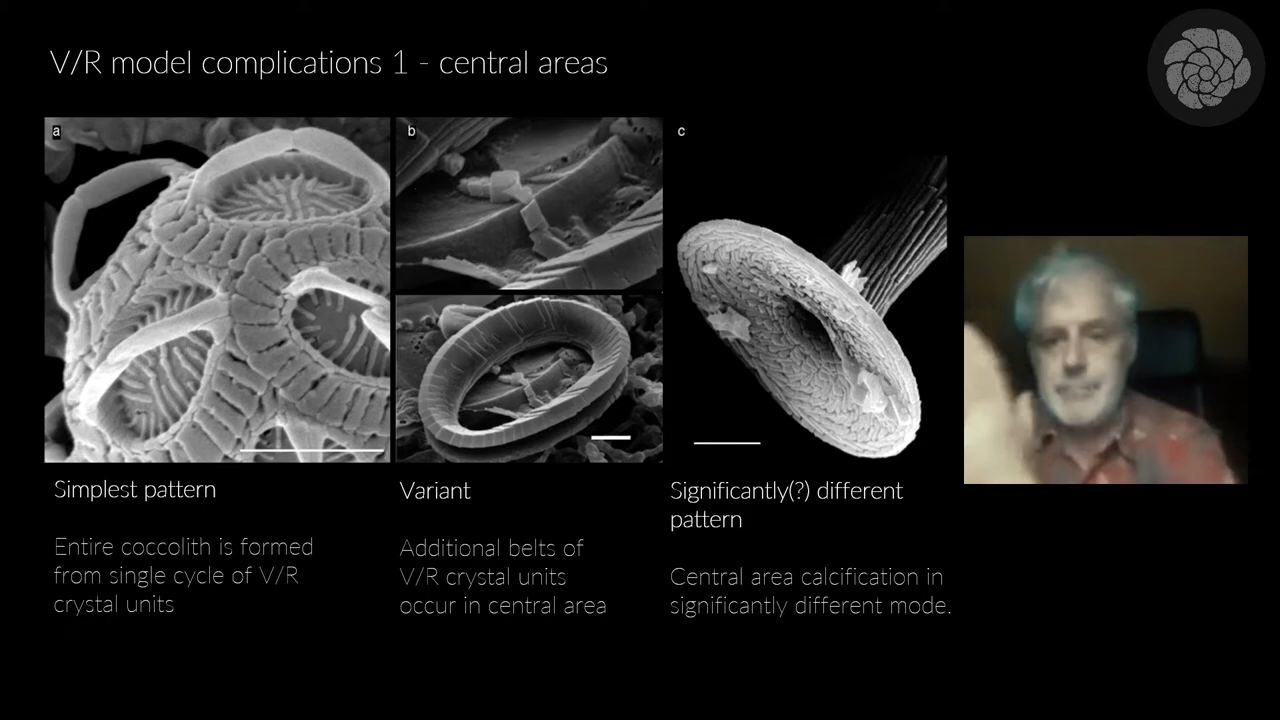 V/R model complications 1 - central areas
a
b
c
Simplest pattern
Entire coccolith is formed
from single cycle of V/R
crystal units
Variant
Additional belts of
V/R crystal units
occur in central area
Significantly(?) different
pattern
Central area calcification in
significantly different mode.